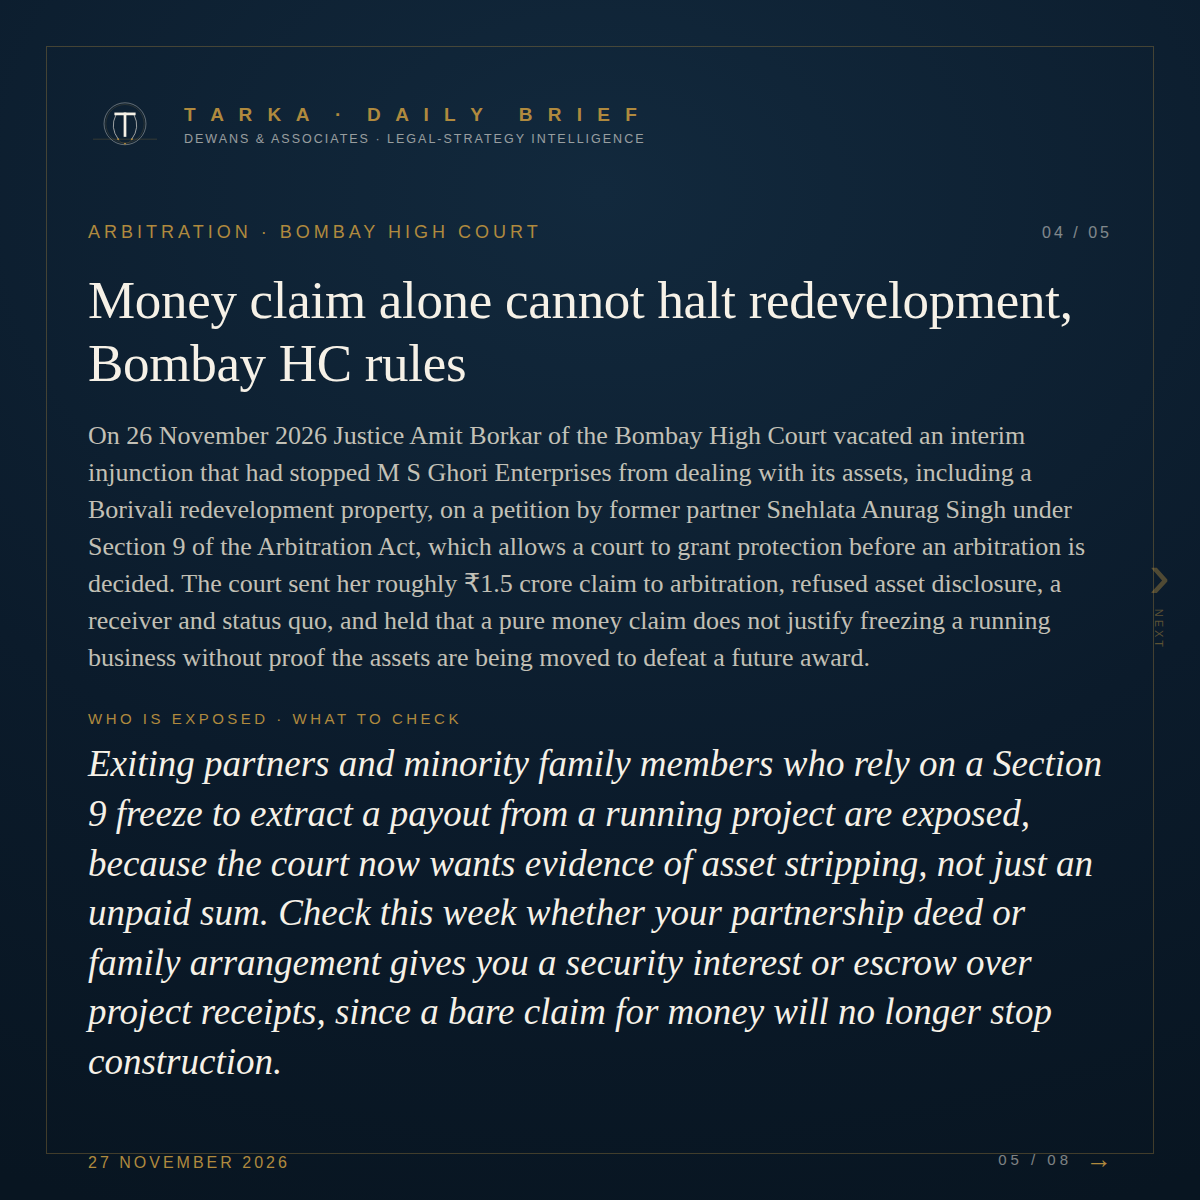 T
TARKA · DAILY BRIEF
DEWANS & ASSOCIATES · LEGAL-STRATEGY INTELLIGENCE
ARBITRATION · BOMBAY HIGH COURT
04 / 05
Money claim alone cannot halt redevelopment,
Bombay HC rules
On 26 November 2026 Justice Amit Borkar of the Bombay High Court vacated an interim
injunction that had stopped M S Ghori Enterprises from dealing with its assets, including a
Borivali redevelopment property, on a petition by former partner Snehlata Anurag Singh under
Section 9 of the Arbitration Act, which allows a court to grant protection before an arbitration is
decided. The court sent her roughly ₹1.5 crore claim to arbitration, refused asset disclosure, a
receiver and status quo, and held that a pure money claim does not justify freezing a running
business without proof the assets are being moved to defeat a future award.
NEXT
WHO IS EXPOSED · WHAT TO CHECK
Exiting partners and minority family members who rely on a Section
9 freeze to extract a payout from a running project are exposed,
because the court now wants evidence of asset stripping, not just an
unpaid sum. Check this week whether your partnership deed or
family arrangement gives you a security interest or escrow over
project receipts, since a bare claim for money will no longer stop
construction.
27 NOVEMBER 2026
05 / 08 →